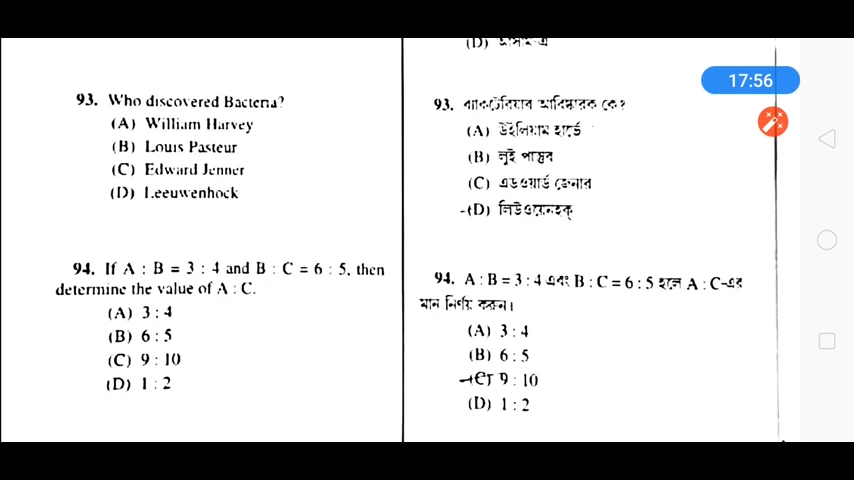 93. Who discovered Bacteria?
(A) William Harvey
(B) Louis Pasteur
(C) Edward Jenner
(D) Leeuwenhock
94. If A : B = 3 : 4 and B : C = 6 : 5, then
determine the value of A : C.
(A) 3 : 4
(B) 6 : 5
(C) 9 : 10
(D) 1 : 2
(D)
93. ব্যাকটেরিয়ার আবিষ্কারক কে?
(A) উইলিয়াম হার্ভে
(B) লুই পাস্তুর
(C) এডওয়ার্ড জেনার
(D) লিউওয়েনহক্
94. A : B = 3 : 4 এবং B : C = 6 : 5 হলে A : C-এর
মান নির্ণয় করুন।
(A) 3 : 4
(B) 6 : 5
(C) 9 : 10
(D) 1 : 2
17:56